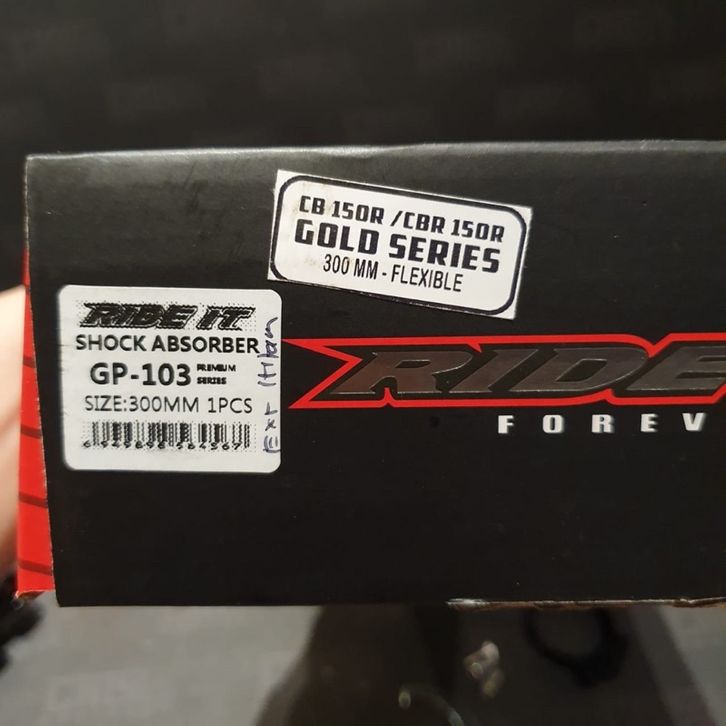 CB 150R / CBR 150R
GOLD SERIES
300 MM - FLEXIBLE
RIDE IT
SHOCK ABSORBER
GP-103 PREMIUM SERIES
SIZE:300MM 1PCS
RIDE
FOREV